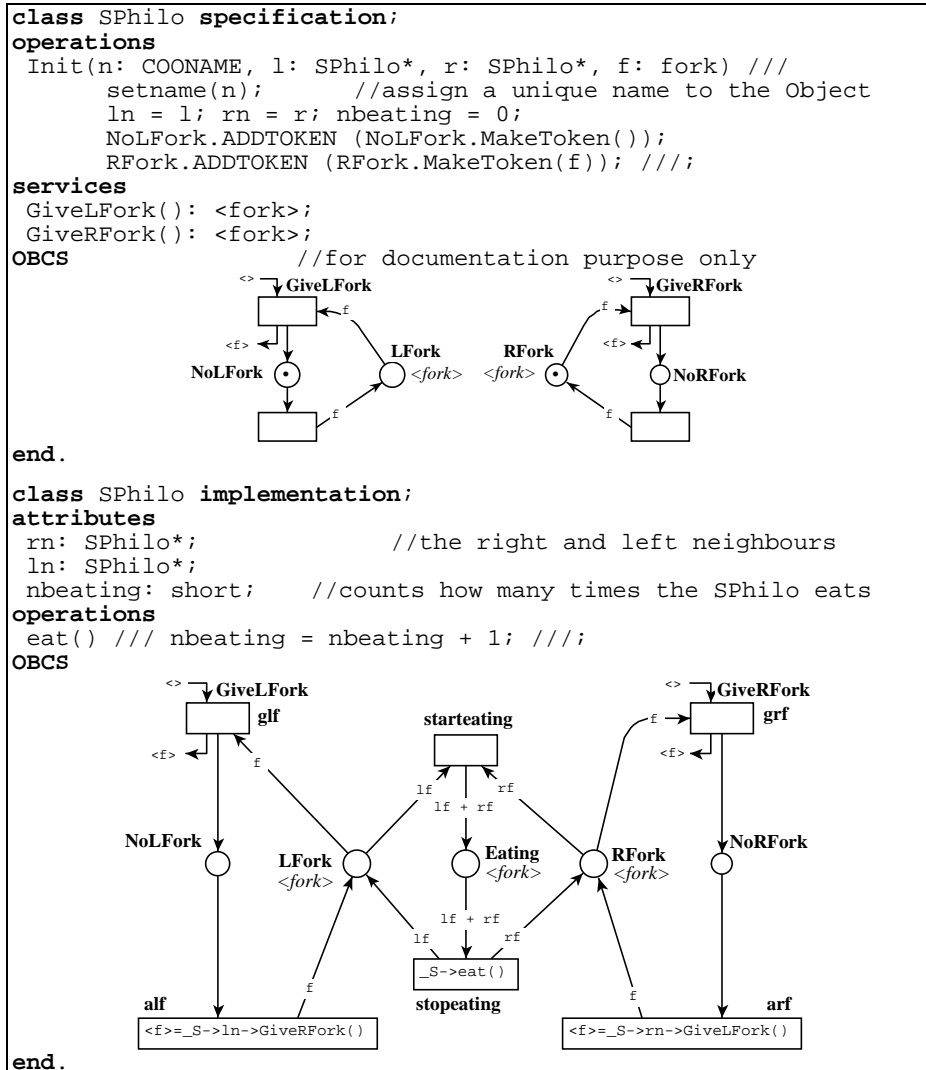 class SPhilo specification;
operations
Init(n: COONAME, l: SPhilo*, r: SPhilo*, f: fork) ///
setname(n); //assign a unique name to the Object
ln = l; rn = r; nbeating = 0;
NoLFork.ADDTOKEN (NoLFork.MakeToken());
RFork.ADDTOKEN (RFork.MakeToken(f)); ///;
services
GiveLFork(): <fork>;
GiveRFork(): <fork>;
OBCS //for documentation purpose only
<> GiveLFork <> GiveRFork
f f
<f> <f>
LFork RFork
NoLFork <fork> <fork> NoRFork
f f
end.
class SPhilo implementation;
attributes
rn: SPhilo*; //the right and left neighbours
ln: SPhilo*;
nbeating: short; //counts how many times the SPhilo eats
operations
eat() /// nbeating = nbeating + 1; ///;
OBCS
<> GiveLFork <> GiveRFork
glf starteating f grf
<f> f <f>
lf rf
lf + rf
NoLFork LFork Eating RFork NoRFork
<fork> <fork> <fork>
lf + rf
lf rf
_S->eat()
f f
alf stopeating arf
<f>=_S->ln->GiveRFork() <f>=_S->rn->GiveLFork()
end.